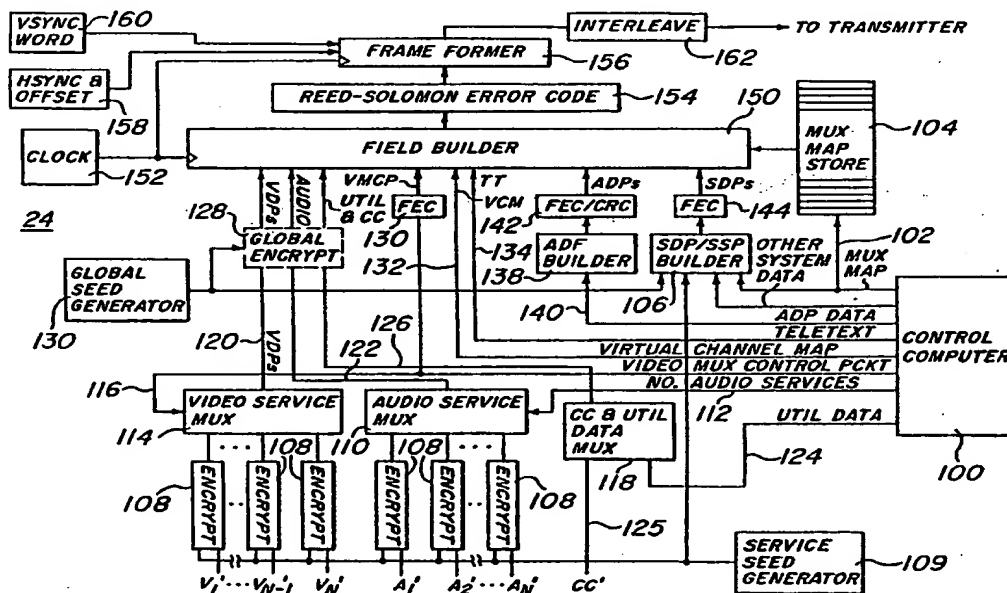 VSYNC WORD
160
INTERLEAVE
TO TRANSMITTER
FRAME FORMER
156
162
HSYNC & OFFSET
158
REED-SOLOMON ERROR CODE
154
150
MUX MAP STORE
104
CLOCK
152
FIELD BUILDER
24
VDPs
AUDIO
UTIL & CC
VMCP
TT
VCM
ADPs
SDPs
128
FEC
130
142
FEC/CRC
FEC
144
GLOBAL ENCRYPT
132
134
ADF BUILDER
138
SDP/SSP BUILDER
106
OTHER SYSTEM DATA
102
MUX MAP
GLOBAL SEED GENERATOR
130
120
VDPs
126
122
140
ADP DATA
TELETEXT
VIRTUAL CHANNEL MAP
VIDEO MUX CONTROL PCKT
NO. AUDIO SERVICES
112
CONTROL COMPUTER
100
116
VIDEO SERVICE MUX
114
AUDIO SERVICE MUX
110
CC & UTIL DATA MUX
118
UTIL DATA
124
108
ENCRYPT
...
ENCRYPT
108
ENCRYPT
ENCRYPT
108
ENCRYPT
...
ENCRYPT
108
125
SERVICE SEED GENERATOR
109
V1' ... VN-1' VN' A1' A2' ... AN' CC'